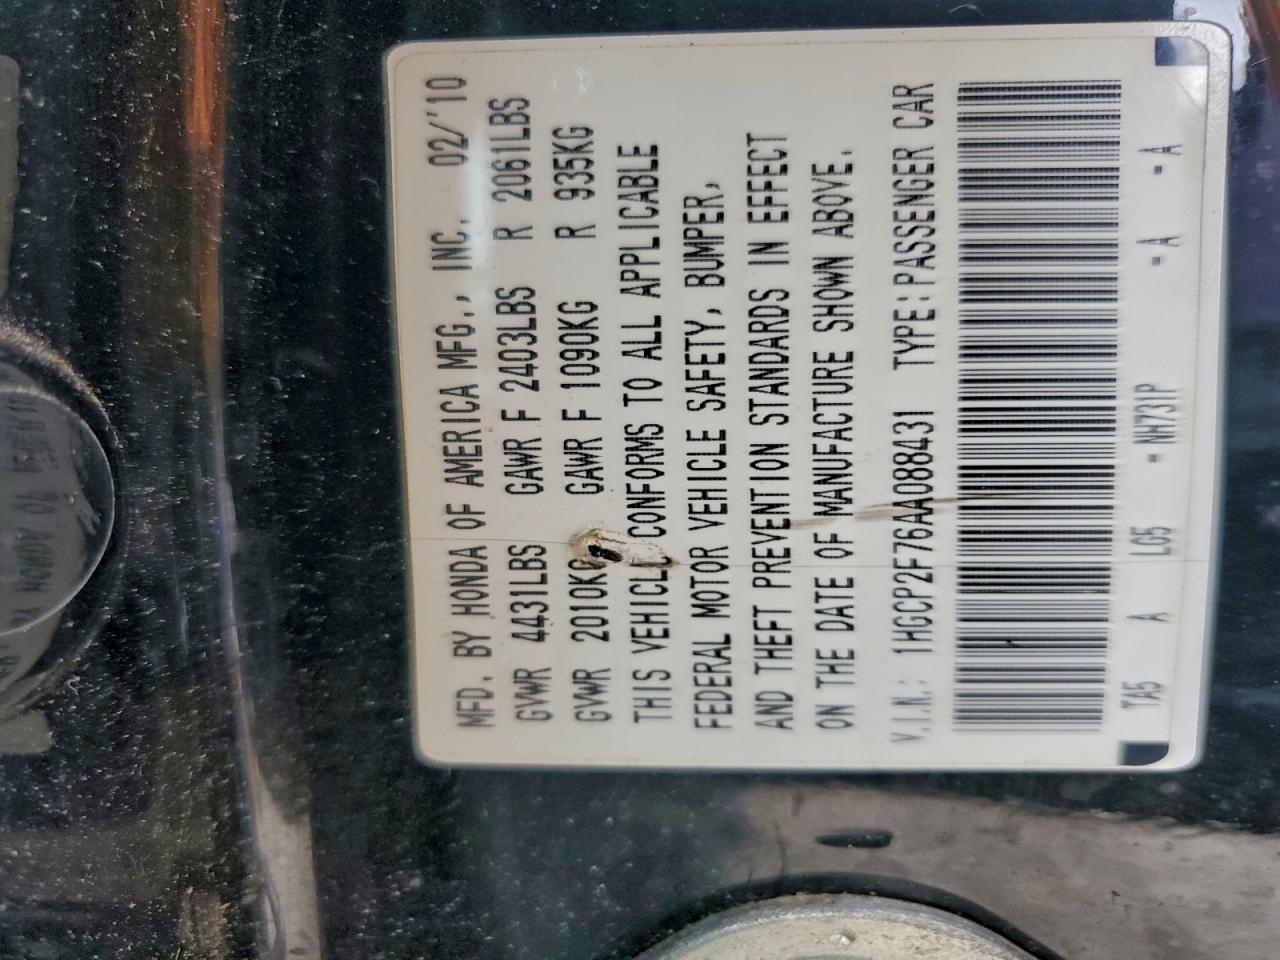 MFD. BY HONDA OF AMERICA MFG., INC. 02/'10
GVWR 4431LBS GAWR F 2403LBS R 2061LBS
GVWR 2010KG GAWR F 1090KG R 935KG
THIS VEHICLE CONFORMS TO ALL APPLICABLE
FEDERAL MOTOR VEHICLE SAFETY, BUMPER,
AND THEFT PREVENTION STANDARDS IN EFFECT
ON THE DATE OF MANUFACTURE SHOWN ABOVE.
V.I.N.: 1HGCP2F76AA088431 TYPE:PASSENGER CAR
TA5 A L05 - NH731P - A - A